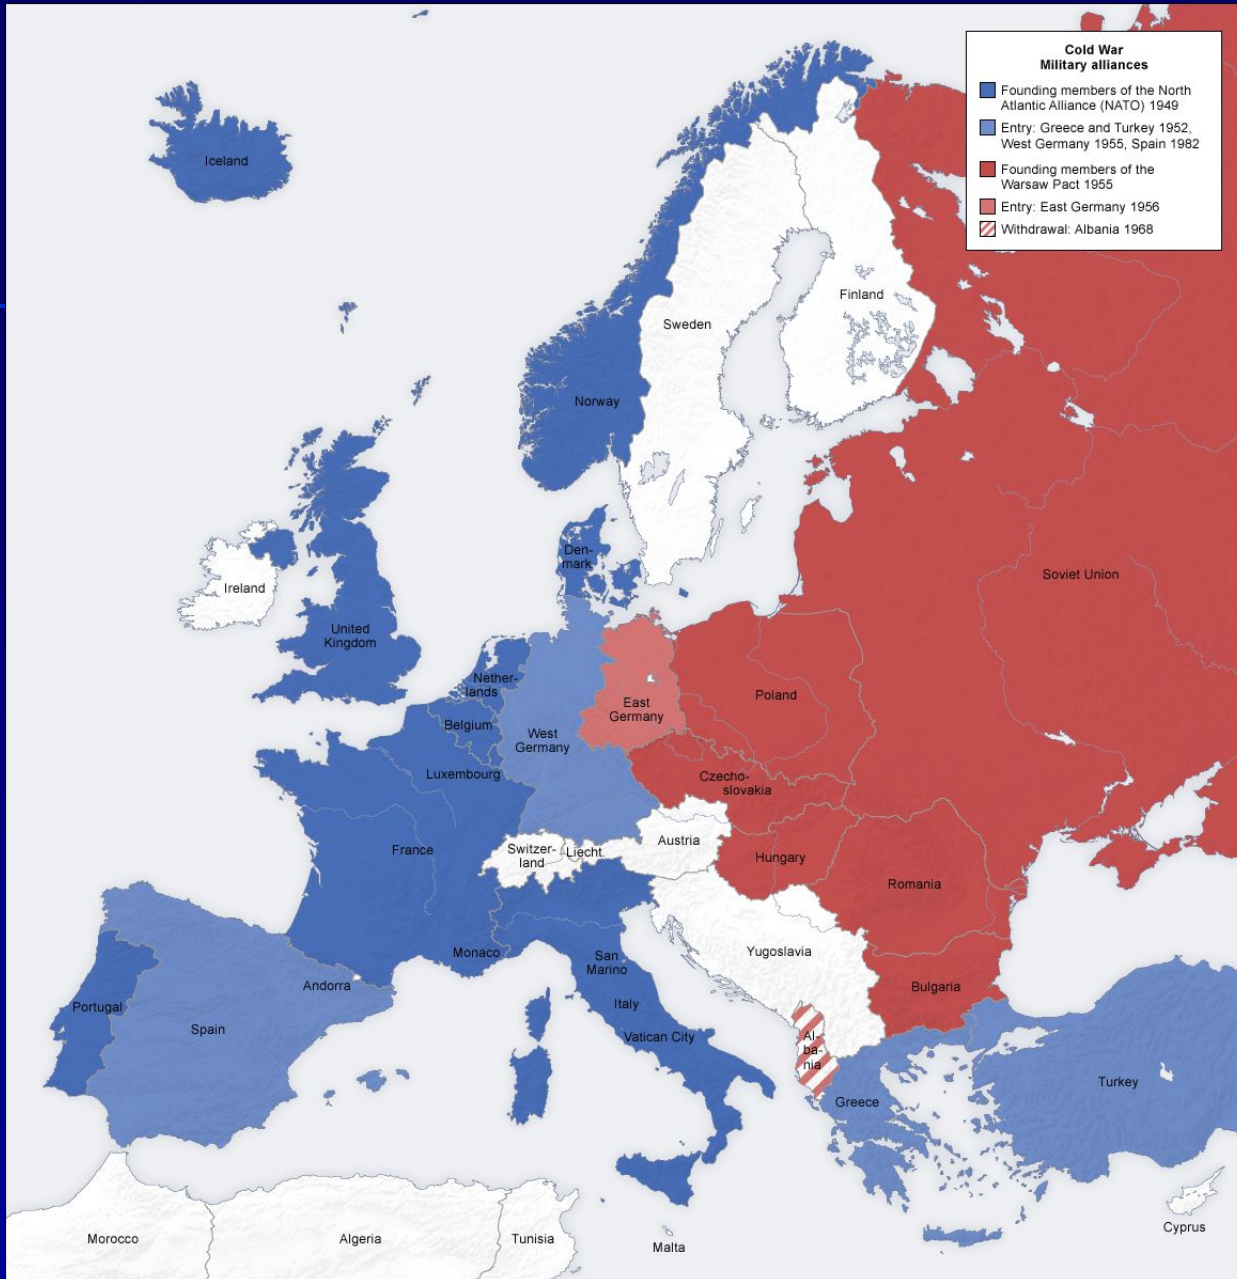 Cold War
Military alliances
Founding members of the North
Atlantic Alliance (NATO) 1949
Entry: Greece and Turkey 1952,
West Germany 1955, Spain 1982
Founding members of the
Warsaw Pact 1955
Entry: East Germany 1956
Withdrawal: Albania 1968
Iceland
Finland
Sweden
Norway
Den-
mark
Soviet Union
Ireland
United
Kingdom
Nether-
lands
Poland
East
Germany
Belgium
West
Germany
Luxembourg
Czecho-
slovakia
Austria
France
Switzer-
land
Liecht.
Hungary
Romania
Monaco
San
Marino
Yugoslavia
Andorra
Bulgaria
Portugal
Italy
Spain
Vatican City
Al-
ba-
nia
Turkey
Greece
Cyprus
Morocco
Algeria
Tunisia
Malta